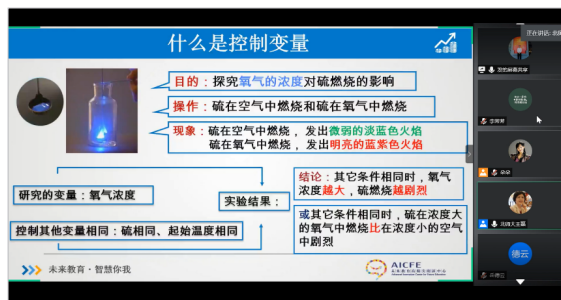 什么是控制变量
目的：探究氧气的浓度对硫燃烧的影响
操作：硫在空气中燃烧和硫在氧气中燃烧
现象：硫在空气中燃烧，发出微弱的淡蓝色火焰
硫在氧气中燃烧，发出明亮的蓝紫色火焰
研究的变量：氧气浓度
控制其他变量相同：硫相同、起始温度相同
实验结果：
结论：其它条件相同时，氧气
浓度越大，硫燃烧越剧烈
或其它条件相同时，硫在浓度大
的氧气中燃烧比在浓度小的空气
中剧烈
未来教育·智慧你我
AICFE
正在讲话:
朵朵
德云